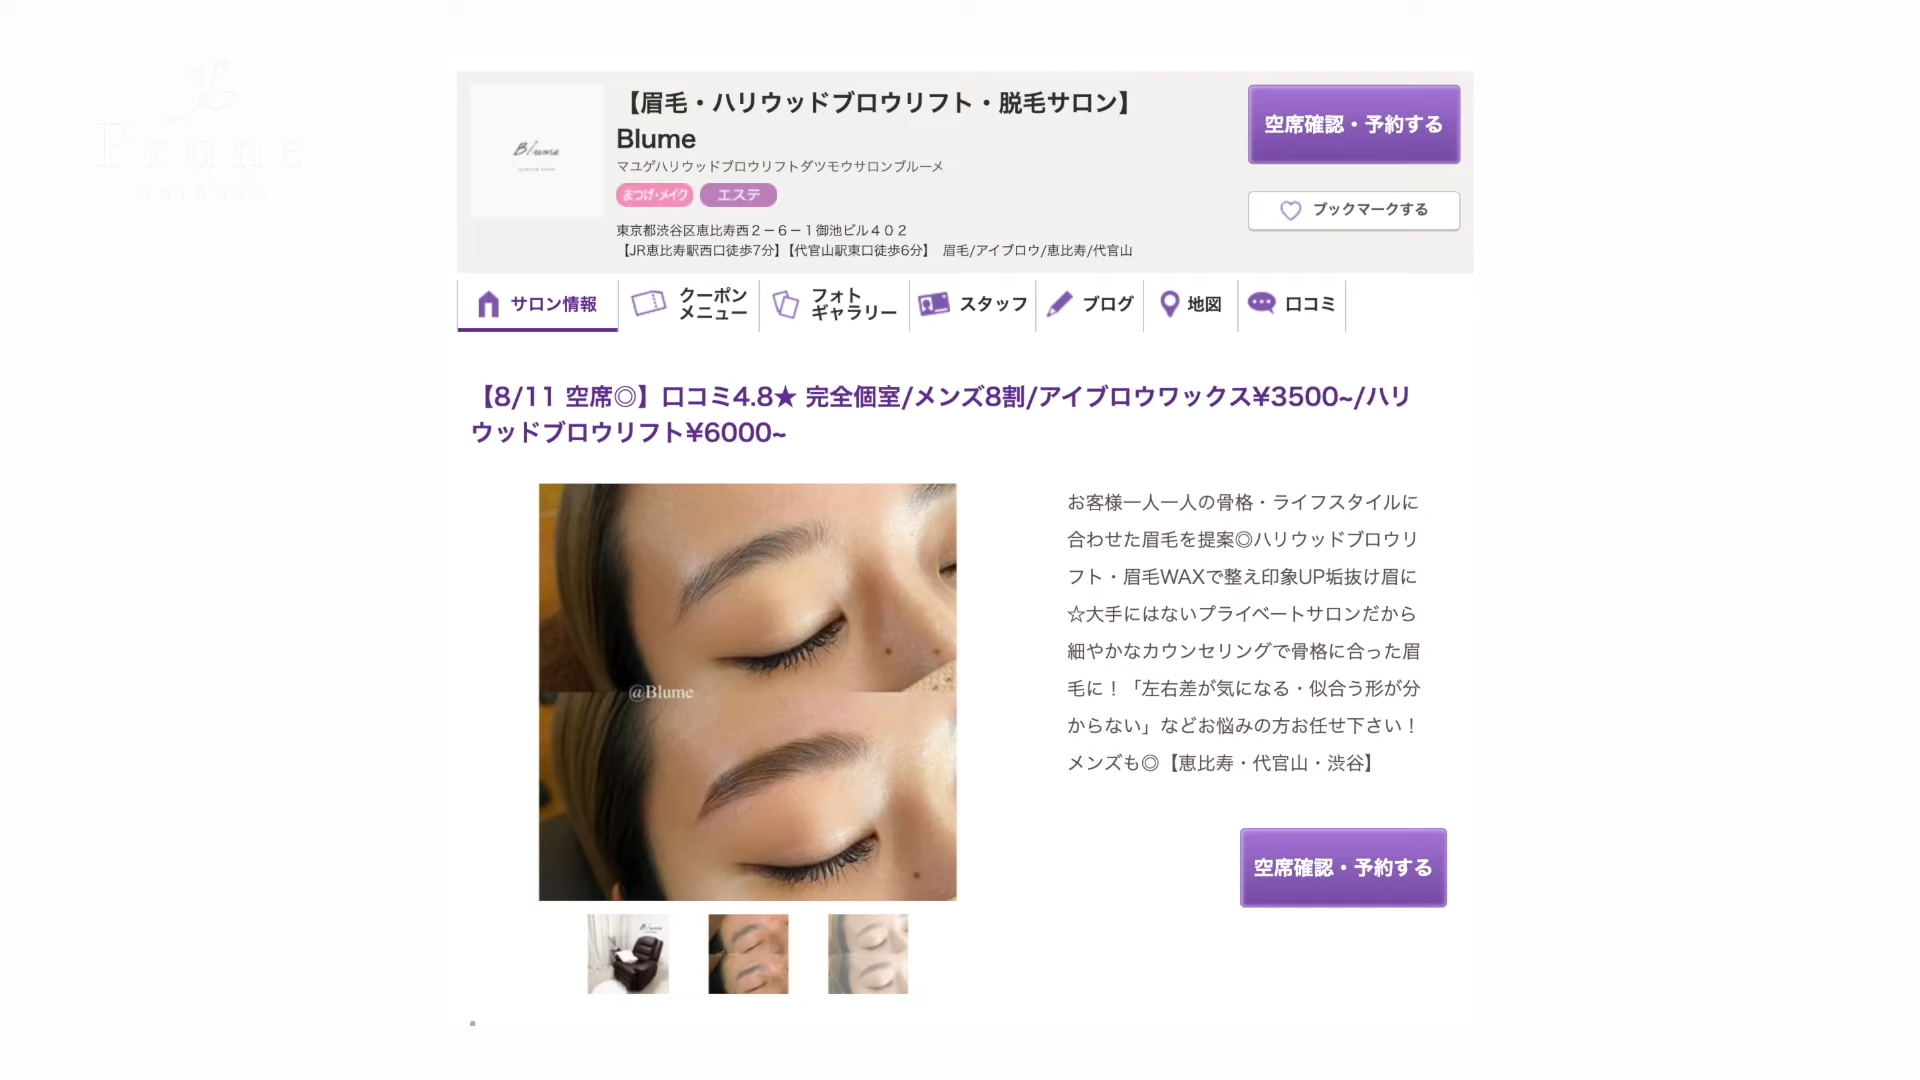 Prune
SHIBUYA
Blume
【眉毛・ハリウッドブロウリフト・脱毛サロン】
Blume
マユゲハリウッドブロウリフトダツモウサロンブルーメ
まつげ・メイク エステ
東京都渋谷区恵比寿西２－６－１御池ビル４０２
【JR恵比寿駅西口徒歩7分】【代官山駅東口徒歩6分】 眉毛/アイブロウ/恵比寿/代官山
空席確認・予約する
ブックマークする
サロン情報
クーポン
メニュー
フォト
ギャラリー
スタッフ
ブログ
地図
口コミ
【8/11 空席◎】口コミ4.8★ 完全個室/メンズ8割/アイブロウワックス¥3500~/ハリ
ウッドブロウリフト¥6000~
@Blume
お客様一人一人の骨格・ライフスタイルに
合わせた眉毛を提案◎ハリウッドブロウリ
フト・眉毛WAXで整え印象UP垢抜け眉に
☆大手にはないプライベートサロンだから
細やかなカウンセリングで骨格に合った眉
毛に！「左右差が気になる・似合う形が分
からない」などお悩みの方お任せ下さい！
メンズも◎【恵比寿・代官山・渋谷】
空席確認・予約する
Blume